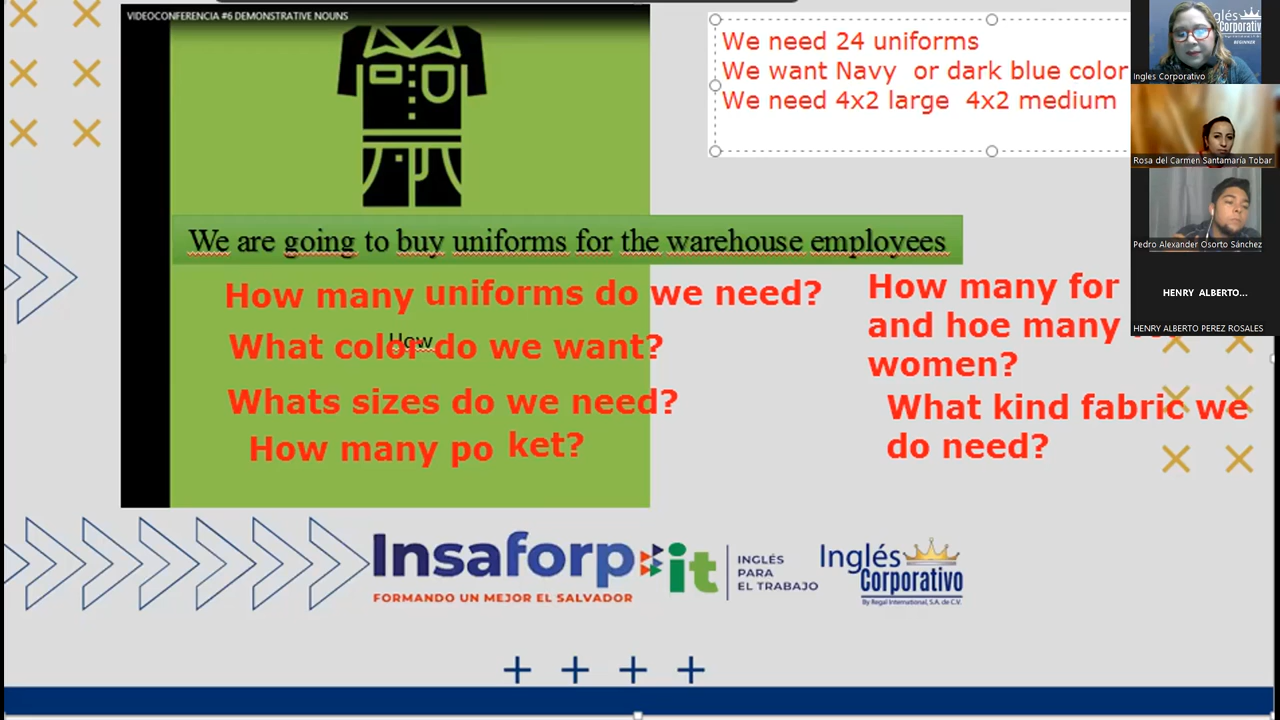 VIDEOCONFERENCIA #6 DEMONSTRATIVE NOUNS
We need 24 uniforms
We want Navy or dark blue color
We need 4x2 large 4x2 medium
We are going to buy uniforms for the warehouse employees
How many uniforms do we need?
How
What color do we want?
Whats sizes do we need?
How many po ket?
How many for
and hoe many
women?
What kind fabric we
do need?
Insaforp
FORMANDO UN MEJOR EL SALVADOR
it
INGLÉS
PARA
EL TRABAJO
Inglés
Corporativo
By Regal International, S.A. de C.V.
glés
Corporativo
BEGINNER
Ingles Corporativo
Rosa del Carmen Santamaría Tobar
Pedro Alexander Osorto Sánchez
HENRY ALBERTO...
HENRY ALBERTO PEREZ ROSALES